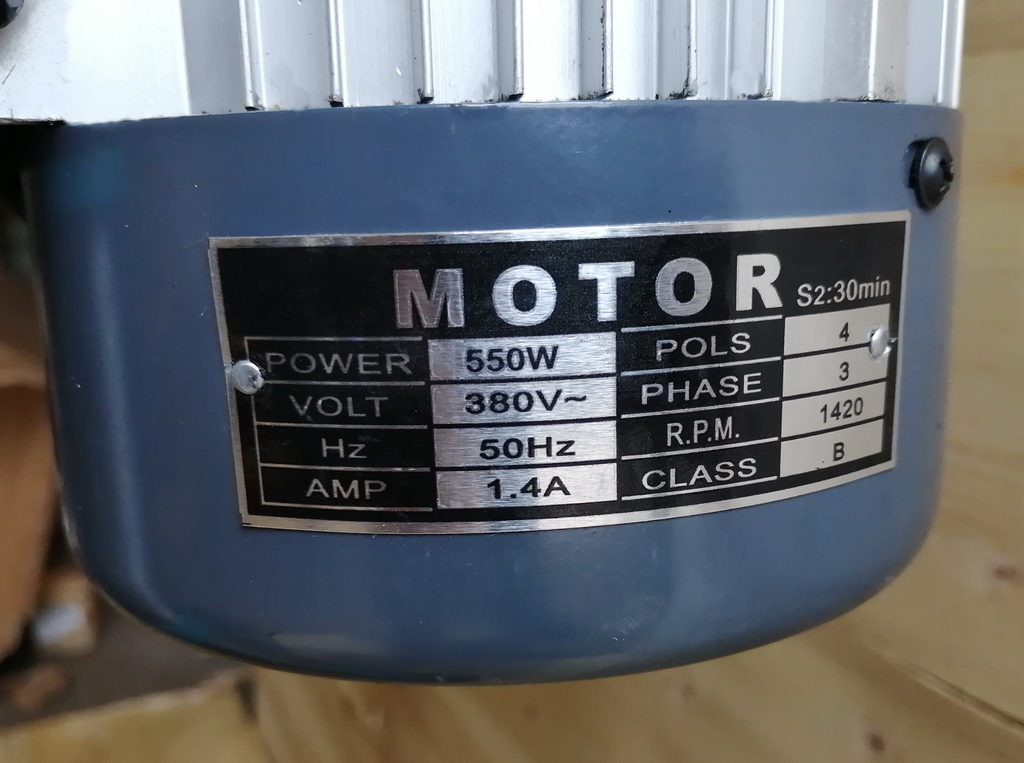 MOTOR S2:30min
POWER 550W POLS 4
VOLT 380V~ PHASE 3
Hz 50Hz R.P.M. 1420
AMP 1.4A CLASS B